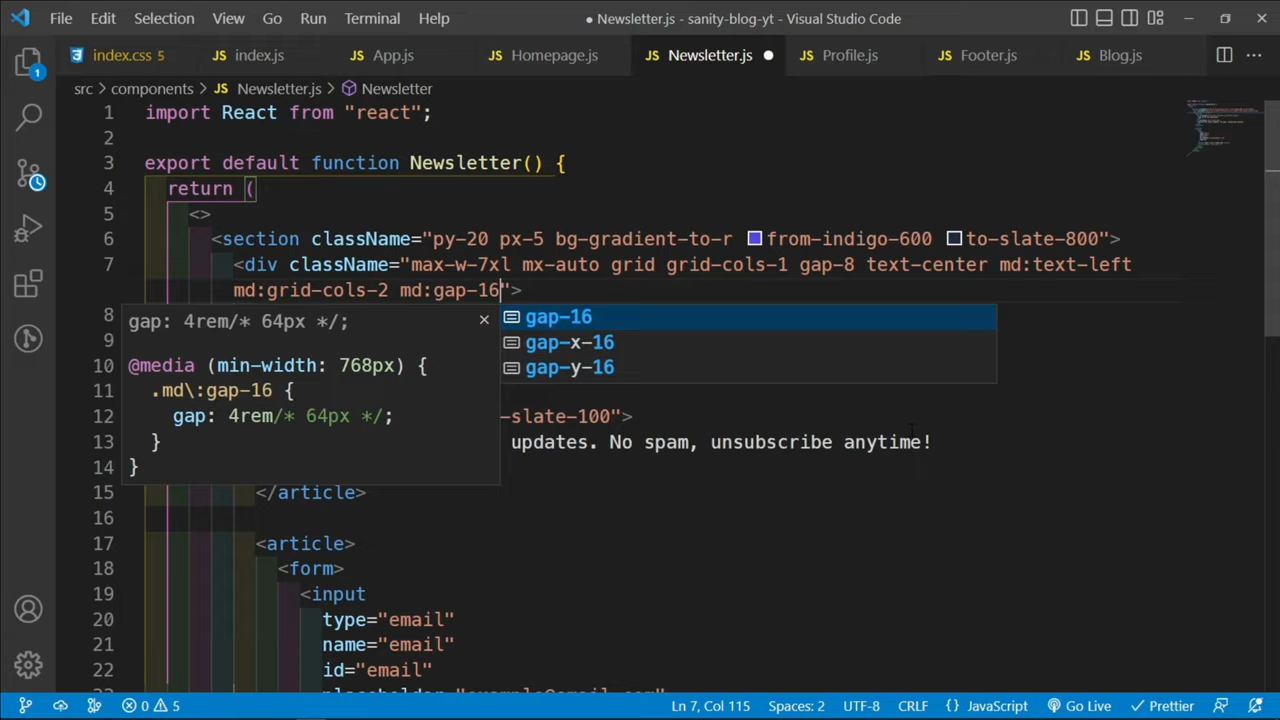 File Edit Selection View Go Run Terminal Help ● Newsletter.js - sanity-blog-yt - Visual Studio Code
index.css 5 JS index.js JS App.js JS Homepage.js JS Newsletter.js JS Profile.js JS Footer.js JS Blog.js ...
src > components > JS Newsletter.js > Newsletter
1 import React from "react";
2
3 export default function Newsletter() {
4 return (
5 <>
6 <section className="py-20 px-5 bg-gradient-to-r from-indigo-600 to-slate-800">
7 <div className="max-w-7xl mx-auto grid grid-cols-1 gap-8 text-center md:text-left
md:grid-cols-2 md:gap-16">
8 gap: 4rem/* 64px */; gap-16
9 gap-x-16
10 @media (min-width: 768px) { gap-y-16
11 .md\:gap-16 {
12 gap: 4rem/* 64px */; -slate-100">
13 } updates. No spam, unsubscribe anytime!
14 }
15 </article>
16
17 <article>
18 <form>
19 <input
20 type="email"
21 name="email"
22 id="email"
1
0 5 Ln 7, Col 115 Spaces: 2 UTF-8 CRLF {} JavaScript Go Live Prettier